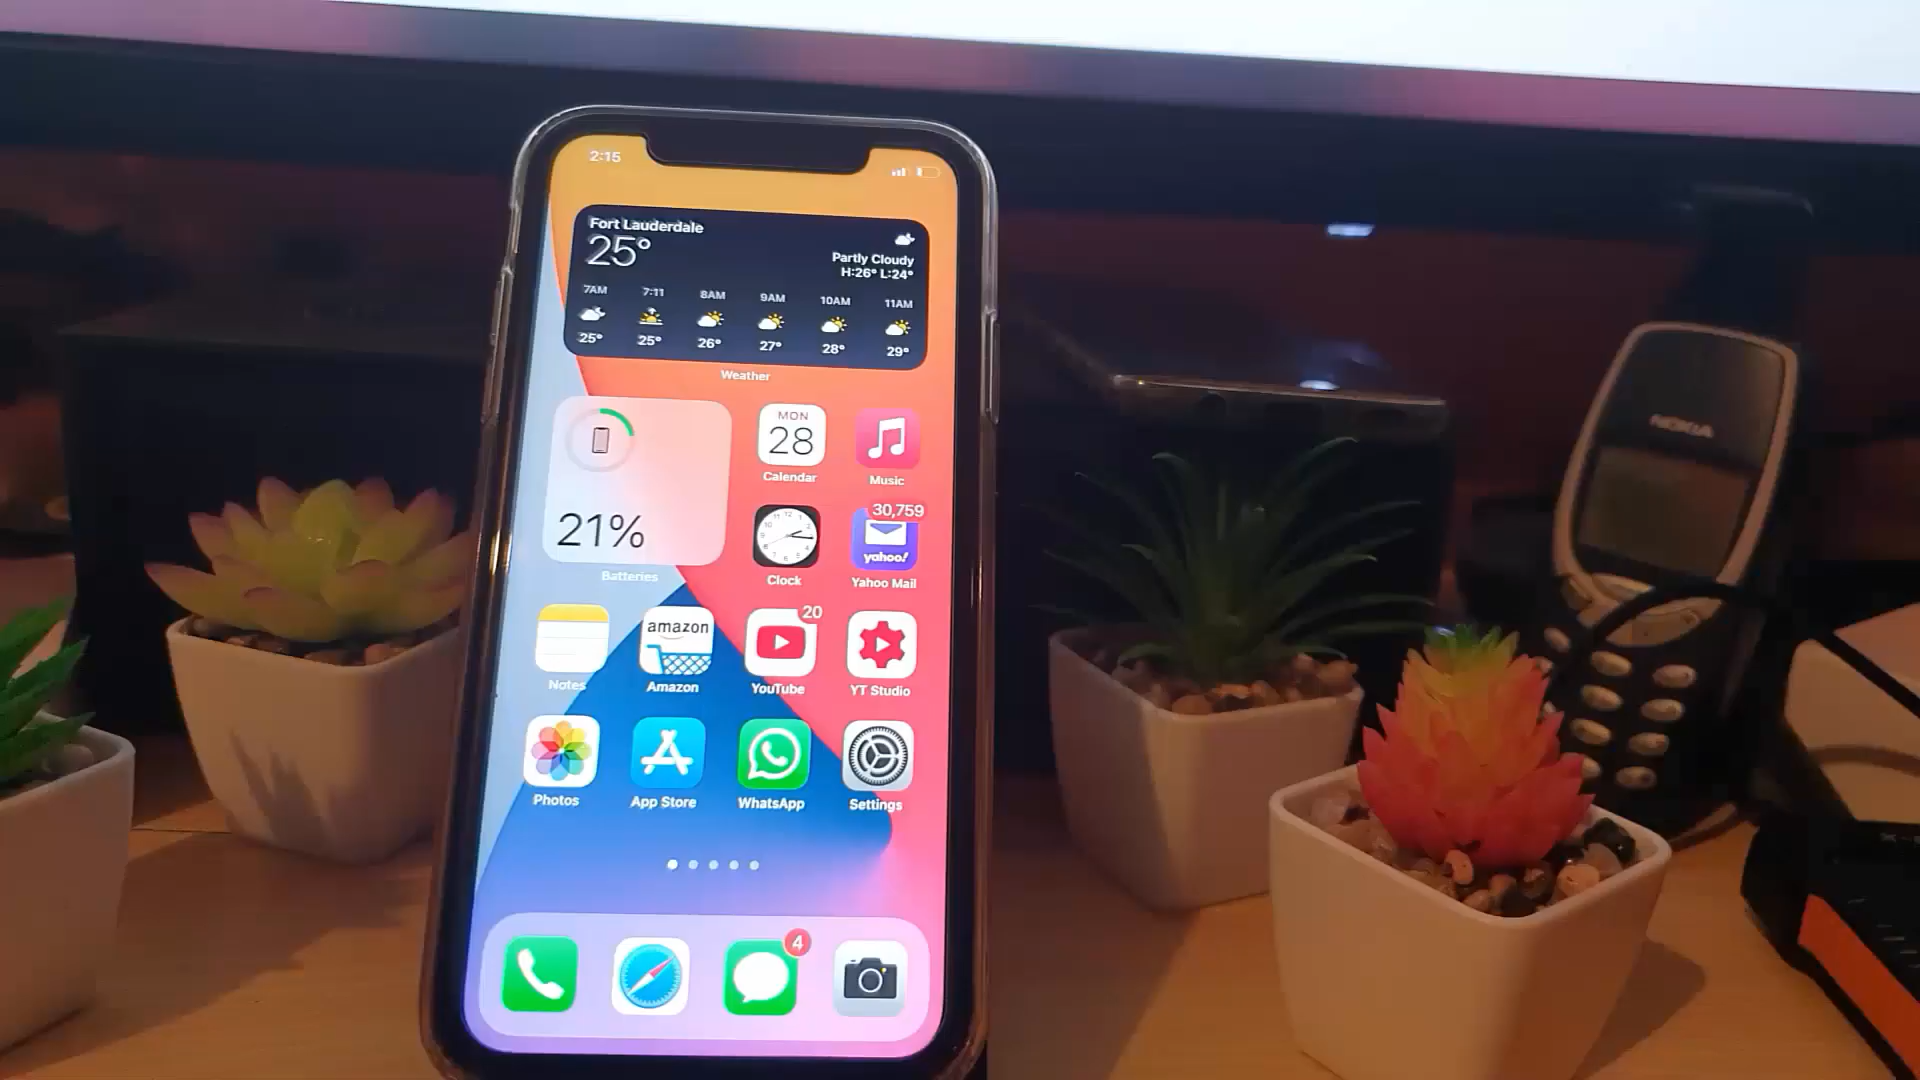 2:15
Fort Lauderdale
25°
Partly Cloudy
H:26° L:24°
7AM 7:11 8AM 9AM 10AM 11AM
25° 25° 26° 27° 28° 29°
Weather
21%
Batteries
MON
28
Calendar
Music
Clock
30,759
yahoo!
Yahoo Mail
Notes
amazon
Amazon
20
YouTube
YT Studio
Photos
App Store
WhatsApp
Settings
4
NOKIA